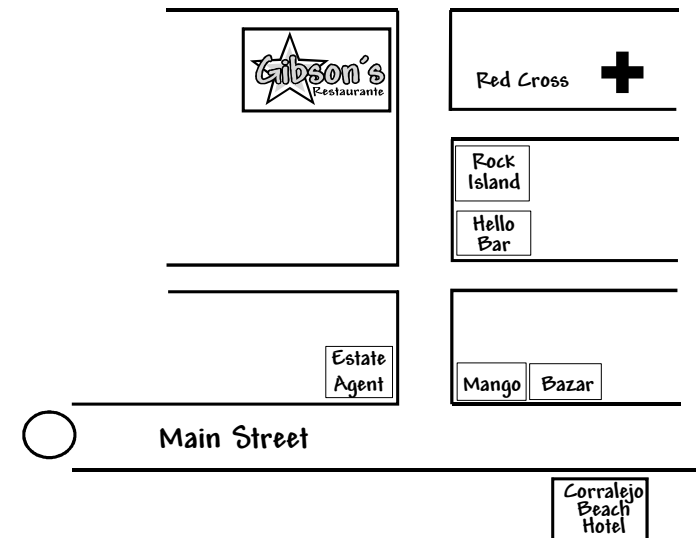 Gibson's
Restaurante
Red Cross
Rock
Island
Hello
Bar
Estate
Agent
Mango
Bazar
Main Street
Corralejo
Beach
Hotel